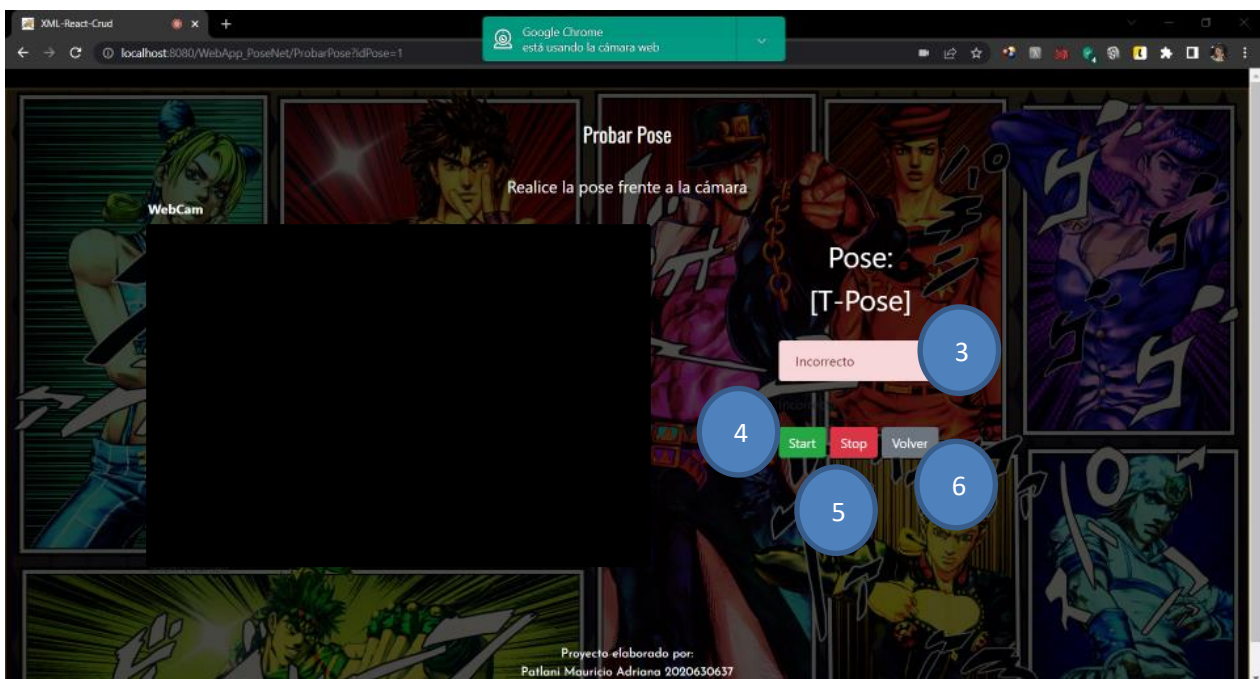 XML-React-Crud
Google Chrome
está usando la cámara web
localhost:8080/WebApp_PoseNet/ProbarPose?idPose=1
Probar Pose
Realice la pose frente a la cámara
WebCam
Pose:
[T-Pose]
Incorrecto
3
4
Start Stop Volver
5
6
Proyecto elaborado por:
Patlani Mauricio Adriana 2020630637